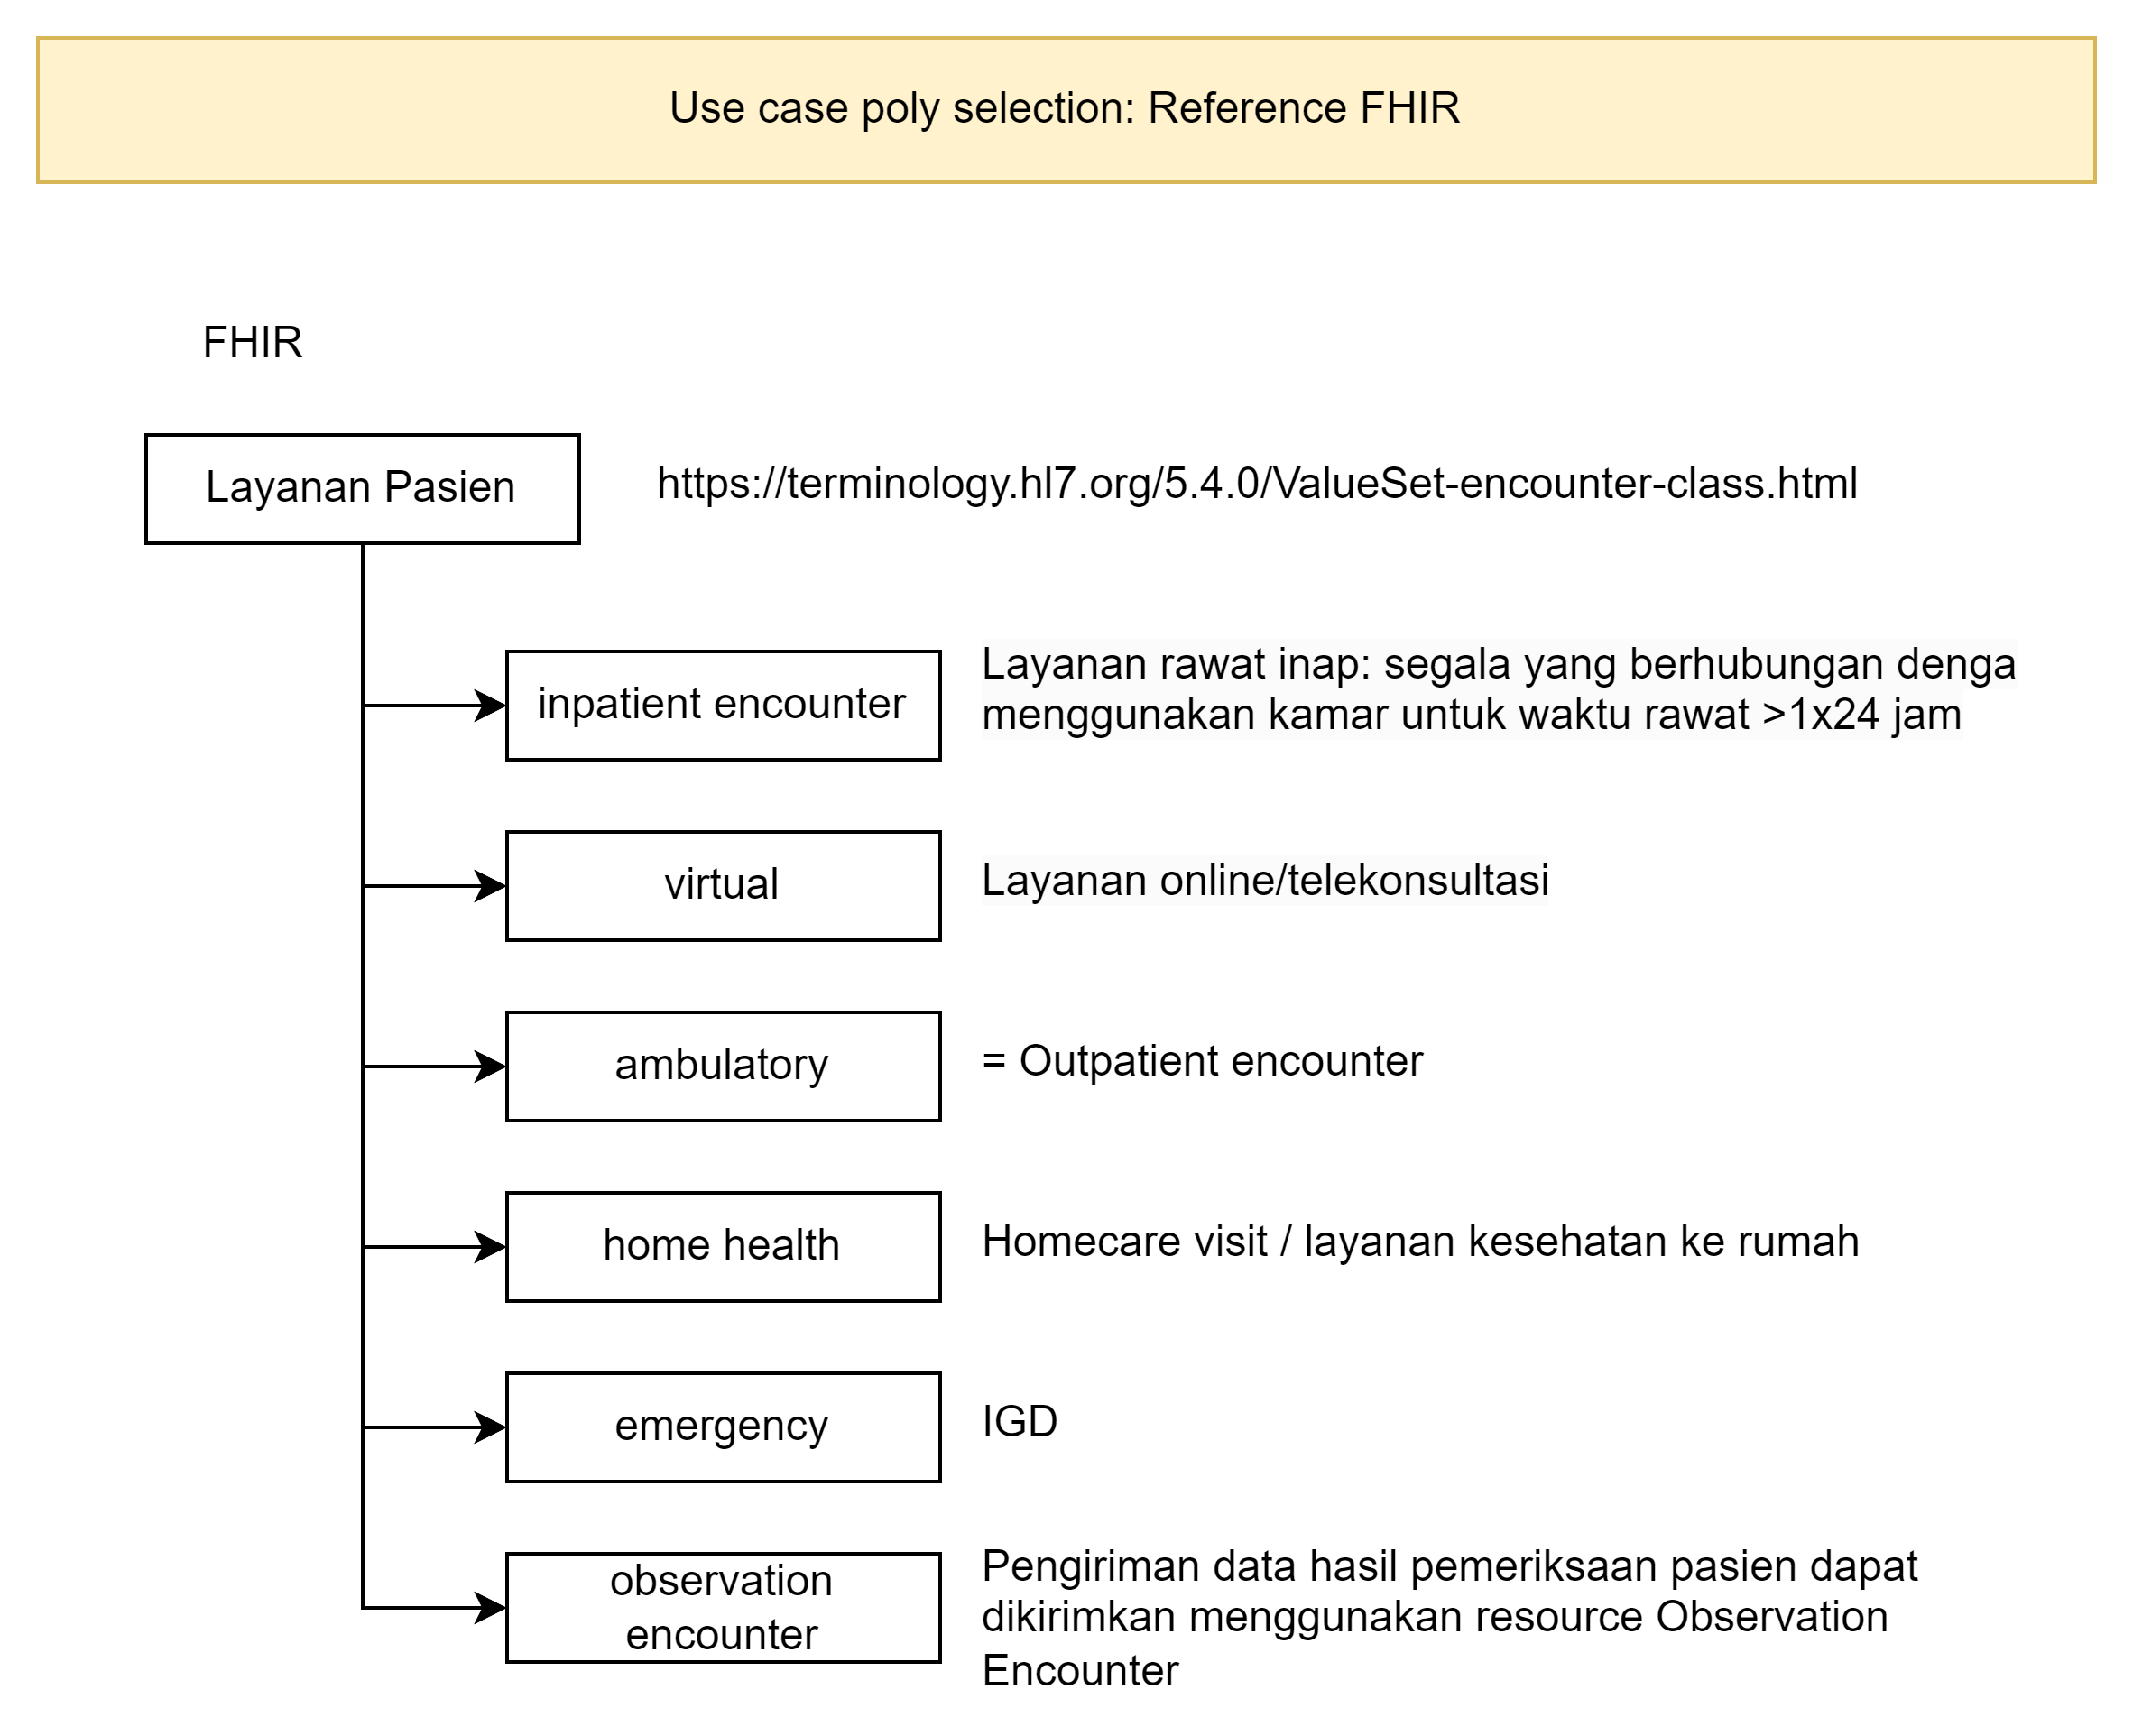 Use case poly selection: Reference FHIR
FHIR
Layanan Pasien
https://terminology.hl7.org/5.4.0/ValueSet-encounter-class.html
inpatient encounter
Layanan rawat inap: segala yang berhubungan denga
menggunakan kamar untuk waktu rawat >1x24 jam
virtual
Layanan online/telekonsultasi
ambulatory
= Outpatient encounter
home health
Homecare visit / layanan kesehatan ke rumah
emergency
IGD
observation
encounter
Pengiriman data hasil pemeriksaan pasien dapat
dikirimkan menggunakan resource Observation
Encounter